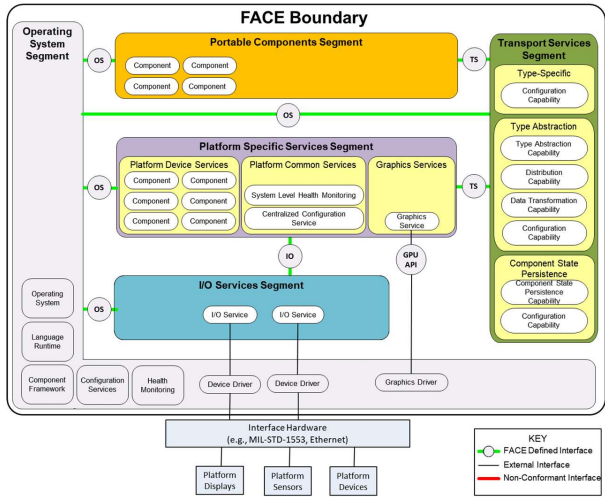 FACE Boundary
Operating
System
Segment
Portable Components Segment
Component
Component
Component
Component
OS
TS
Transport Services
Segment
Type-Specific
Configuration
Capability
OS
Type Abstraction
Type Abstraction
Capability
Distribution
Capability
Data Transformation
Capability
Configuration
Capability
Platform Specific Services Segment
Platform Device Services
Component
Component
Component
Component
Component
Component
Platform Common Services
System Level Health Monitoring
Centralized Configuration
Service
Graphics Services
Graphics
Service
OS
TS
IO
GPU
API
Component State
Persistence
Component State
Persistence
Capability
Configuration
Capability
I/O Services Segment
I/O Service
I/O Service
OS
Operating
System
Language
Runtime
Component
Framework
Configuration
Services
Health
Monitoring
Device Driver
Device Driver
Graphics Driver
Interface Hardware
(e.g., MIL-STD-1553, Ethernet)
Platform
Displays
Platform
Sensors
Platform
Devices
KEY
FACE Defined Interface
External Interface
Non-Conformant Interface